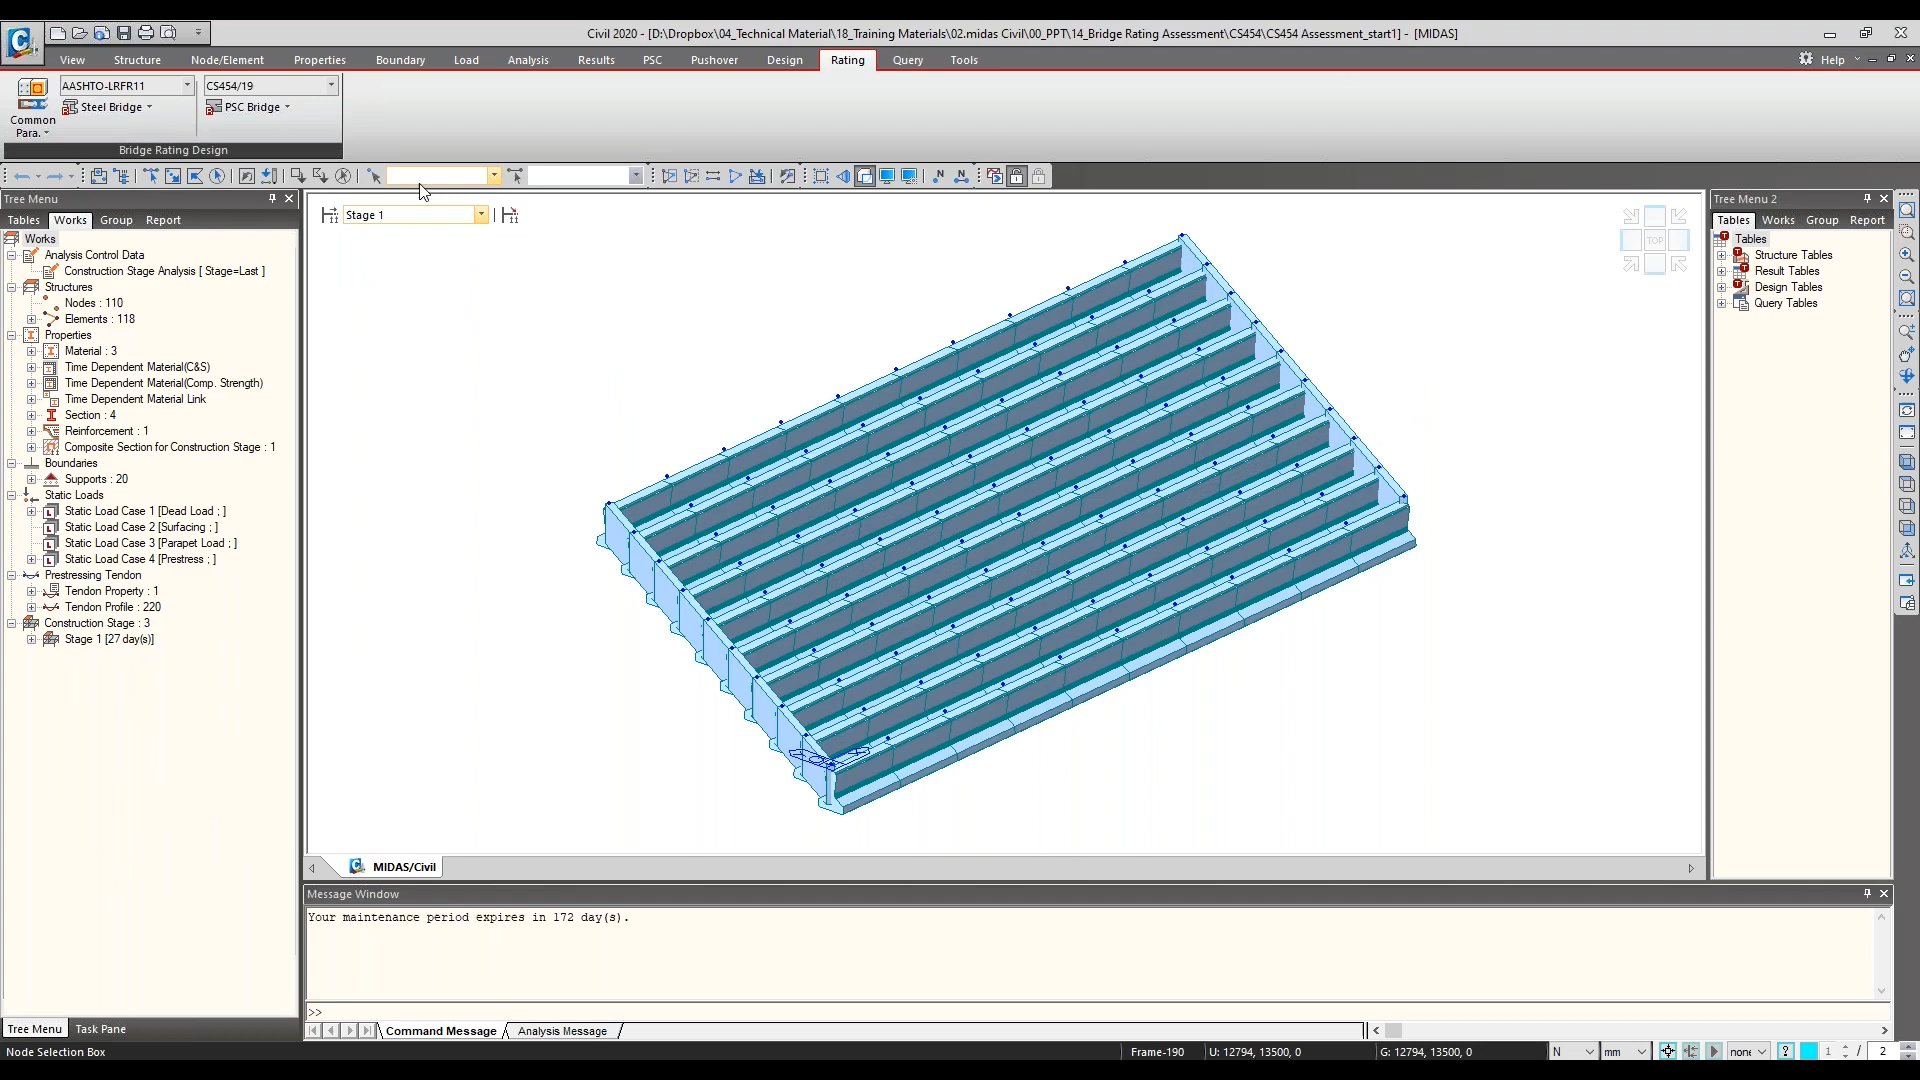 Civil 2020 - [D:\Dropbox\04_Technical Material\18_Training Materials\02.midas Civil\00_PPT\14_Bridge Rating Assessment\CS454\CS454 Assessment_start1] - [MIDAS]
View Structure Node/Element Properties Boundary Load Analysis Results PSC Pushover Design Rating Query Tools Help
AASHTO-LRFR11 CS454/19
Steel Bridge PSC Bridge
Common
Para.
Bridge Rating Design
Tree Menu
Tables Works Group Report
Works
Analysis Control Data
Construction Stage Analysis [ Stage=Last ]
Structures
Nodes : 110
Elements : 118
Properties
Material : 3
Time Dependent Material(C&S)
Time Dependent Material(Comp. Strength)
Time Dependent Material Link
Section : 4
Reinforcement : 1
Composite Section for Construction Stage : 1
Boundaries
Supports : 20
Static Loads
Static Load Case 1 [Dead Load ; ]
Static Load Case 2 [Surfacing ; ]
Static Load Case 3 [Parapet Load ; ]
Static Load Case 4 [Prestress ; ]
Prestressing Tendon
Tendon Property : 1
Tendon Profile : 220
Construction Stage : 3
Stage 1 [27 day(s)]
Tree Menu Task Pane
Stage 1
TOP
MIDAS/Civil
Tree Menu 2
Tables Works Group Report
Tables
Structure Tables
Result Tables
Design Tables
Query Tables
Message Window
Your maintenance period expires in 172 day(s).
>>
Command Message Analysis Message
Node Selection Box Frame-190 U: 12794, 13500, 0 G: 12794, 13500, 0 N mm none ? 1 / 2